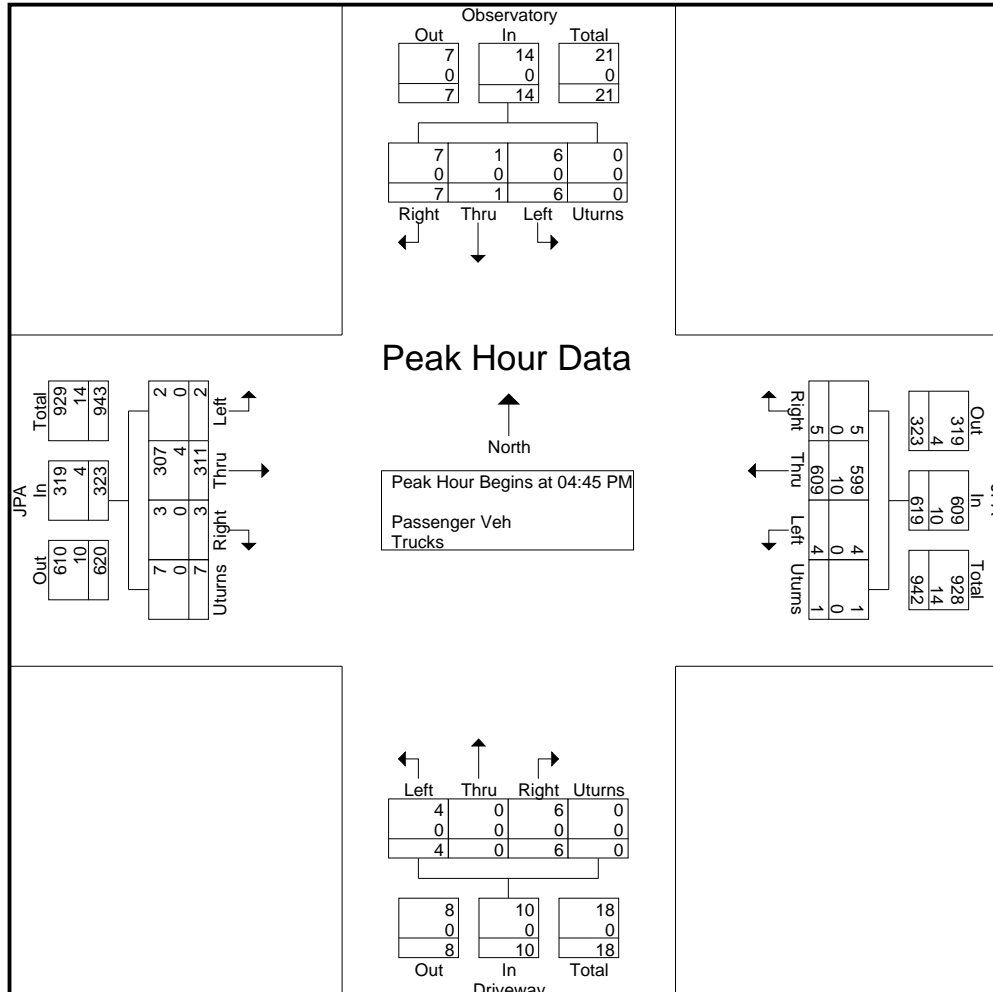 Observatory
Out In Total
7 14 21
0 0 0
7 14 21
7 1 6 0
0 0 0 0
7 1 6 0
Right Thru Left Uturns
Peak Hour Data
North
Peak Hour Begins at 04:45 PM
Passenger Veh
Trucks
JPA
Total In Out
929 319 610
14 4 10
943 323 620
2 307 3 7
0 4 0 0
2 311 3 7
Left Thru Right Uturns
Out In Total
319 609 928
4 10 14
323 619 942
5 599 4 1
0 10 0 0
5 609 4 1
Right Thru Left Uturns
Left Thru Right Uturns
4 0 6 0
0 0 0 0
4 0 6 0
8 10 18
0 0 0
8 10 18
Out In Total
Driveway